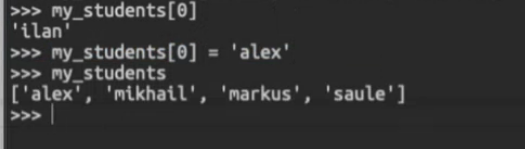 >>> my_students[0]
'ilan'
>>> my_students[0] = 'alex'
>>> my_students
['alex', 'mikhail', 'markus', 'saule']
>>>